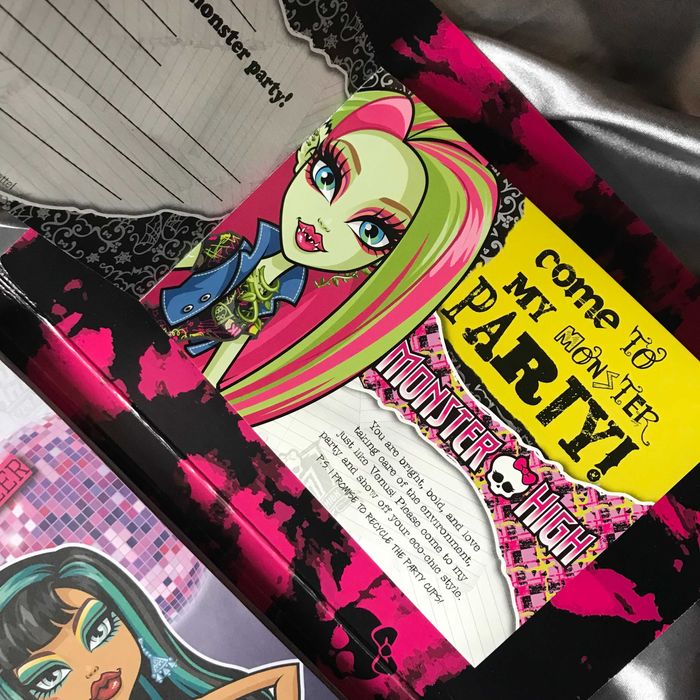 monster party!
COME TO
MY MONSTER
PARTY!
MONSTER HIGH
You are bright, bold, and love
taking care of the environment,
just like Venus! Please come to my
party and show off your eco-chic style.
P.S. I PROMISE TO RECYCLE THE PARTY CUPS!